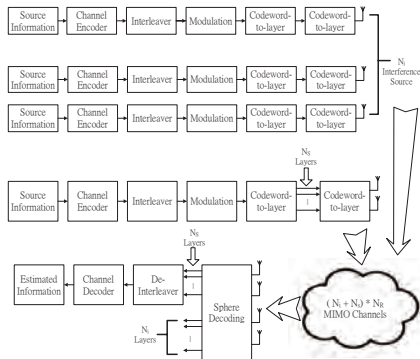 Source
Information
Channel
Encoder
Interleaver
Modulation
Codeword-
to-layer
Codeword-
to-layer
Source
Information
Channel
Encoder
Interleaver
Modulation
Codeword-
to-layer
Codeword-
to-layer
Source
Information
Channel
Encoder
Interleaver
Modulation
Codeword-
to-layer
Codeword-
to-layer
Ni
Interference
Source
Ns
Layers
Source
Information
Channel
Encoder
Interleaver
Modulation
Codeword-
to-layer
Codeword-
to-layer
Ns
Layers
Estimated
Information
Channel
Decoder
De-
Interleaver
Sphere
Decoding
Ni
Layers
( Ni + Ns) * NR
MIMO Channels